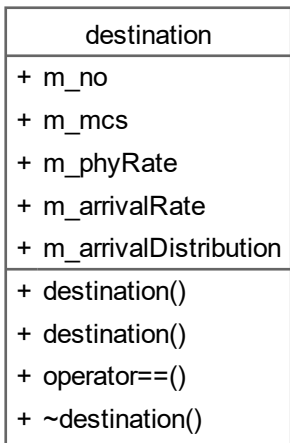 destination
+ m_no
+ m_mcs
+ m_phyRate
+ m_arrivalRate
+ m_arrivalDistribution
+ destination()
+ destination()
+ operator==()
+ ~destination()